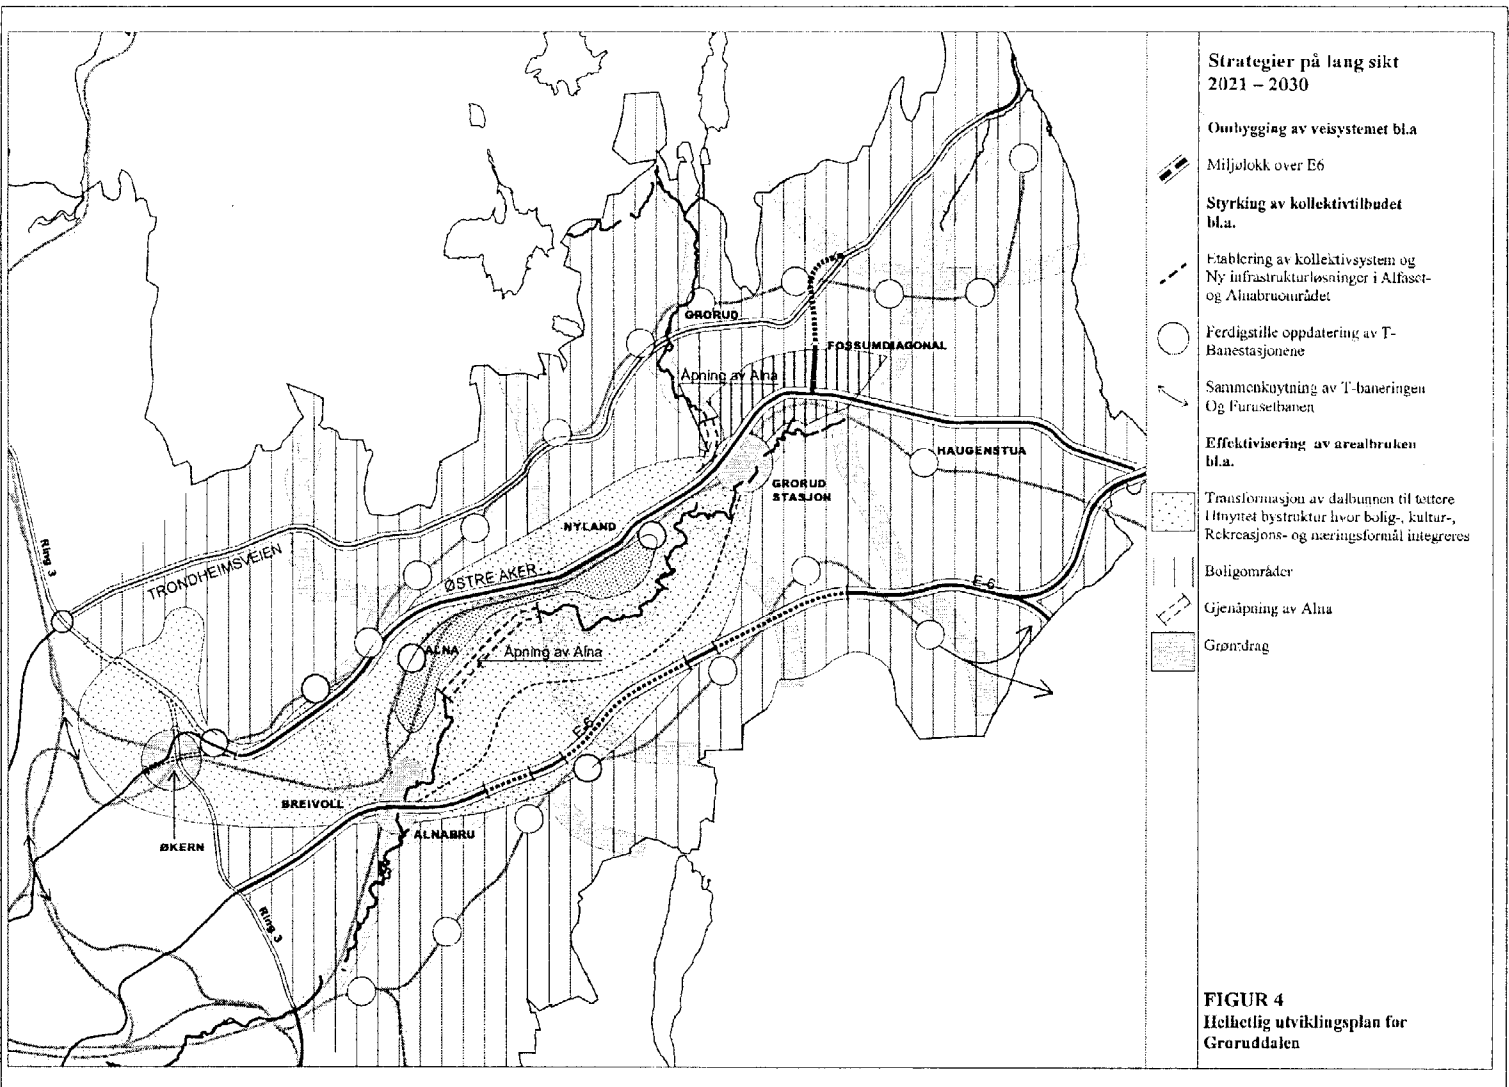 Strategier på lang sikt
2021 – 2030
Ombygging av veisystemet bl.a
Miljølokk over E6
Styrking av kollektivtilbudet
bl.a.
Etablering av kollektivsystem og
Ny infrastrukturløsninger i Alfaset-
og Alnabruområdet
Ferdigstille oppdatering av T-
Banestasjonene
Sammenknytning av T-baneringen
Og Furusetbanen
Effektivisering av arealbruken
bl.a.
Transformasjon av dalbunnen til tettere
Utnyttet bystruktur hvor bolig-, kultur-,
Rekreasjons- og næringsformål integreres
Boligområder
Gjenåpning av Alna
Grøntdrag
FIGUR 4
Helhetlig utviklingsplan for
Groruddalen
GRORUD
FOSSUMDIAGONAL
Åpning av Alna
HAUGENSTUA
GRORUD
STASJON
NYLAND
Ring 3
TRONDHEIMSVEIEN
ØSTRE AKER
E-6
ALNA
Åpning av Alna
E-6
BREIVOLL
ALNABRU
ØKERN
Ring 3